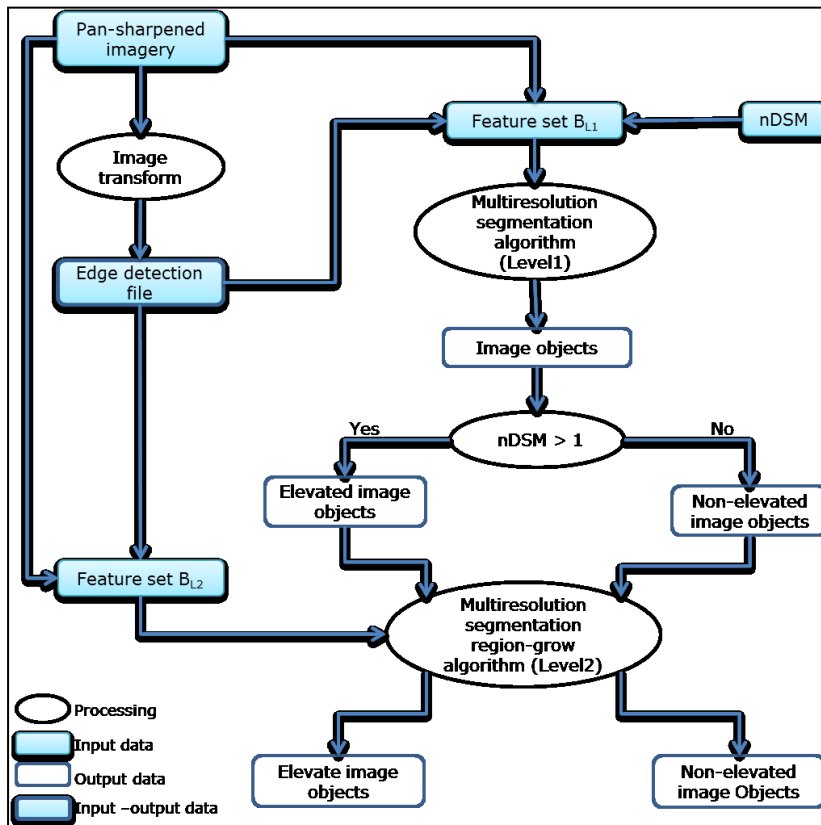 Pan-sharpened
imagery
Feature set BL1
nDSM
Image
transform
Multiresolution
segmentation
algorithm
(Level1)
Edge detection
file
Image objects
Yes
nDSM > 1
No
Elevated image
objects
Non-elevated
image objects
Feature set BL2
Multiresolution
segmentation
region-grow
algorithm (Level2)
Elevate image
objects
Non-elevated
image Objects
Processing
Input data
Output data
Input –output data